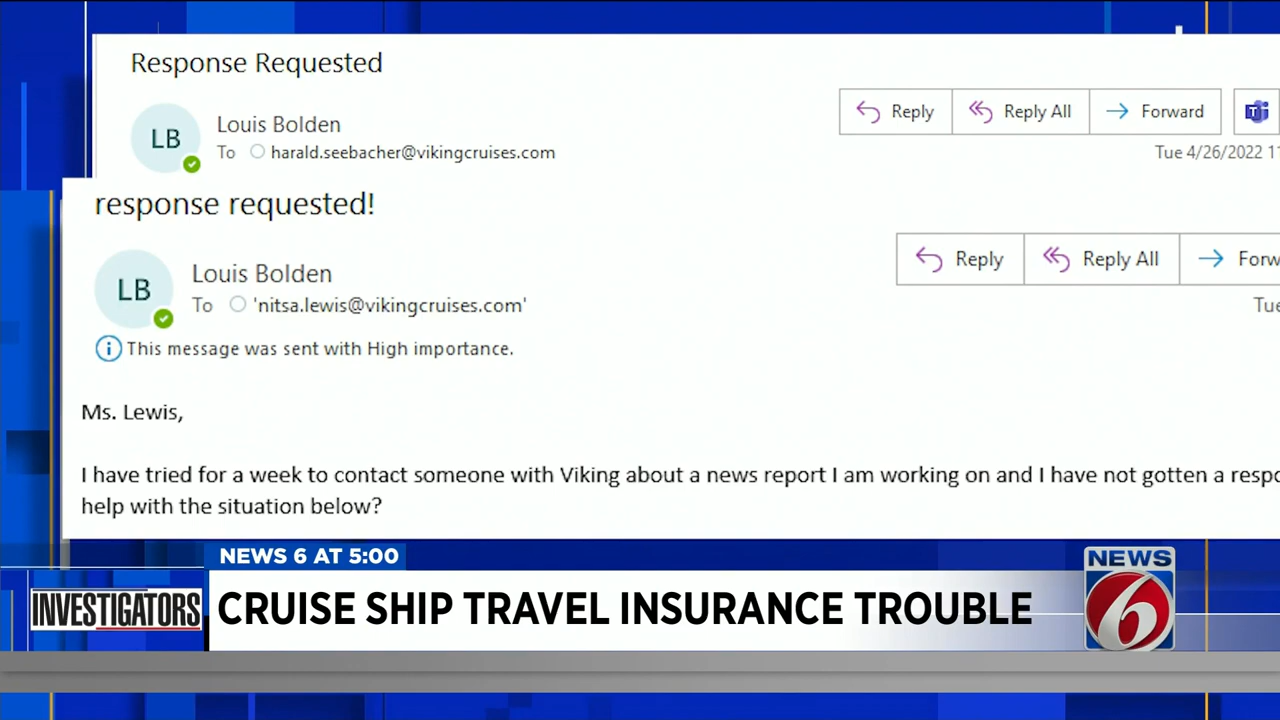 Response Requested
LB
Louis Bolden
To harald.seebacher@vikingcruises.com
Reply
Reply All
Forward
Tue 4/26/2022 11
response requested!
LB
Louis Bolden
To 'nitsa.lewis@vikingcruises.com'
Reply
Reply All
Forw
Tue
This message was sent with High importance.
Ms. Lewis,
I have tried for a week to contact someone with Viking about a news report I am working on and I have not gotten a respo
help with the situation below?
NEWS 6 AT 5:00
INVESTIGATORS
CRUISE SHIP TRAVEL INSURANCE TROUBLE
NEWS
6